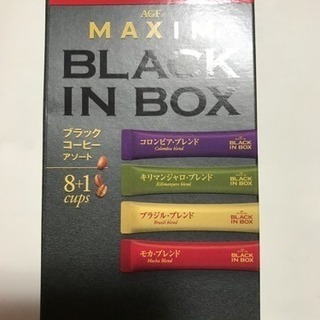 AGF
MAXIM
BLACK
IN BOX
ブラック
コーヒー
アソート
8+1
cups
コロンビア・ブレンド
Colombia blend
BLACK
IN BOX
キリマンジャロ・ブレンド
Kilimanjaro blend
BLACK
IN BOX
ブラジル・ブレンド
Brazil blend
BLACK
IN BOX
モカ・ブレンド
Mocha blend
BLACK
IN BOX